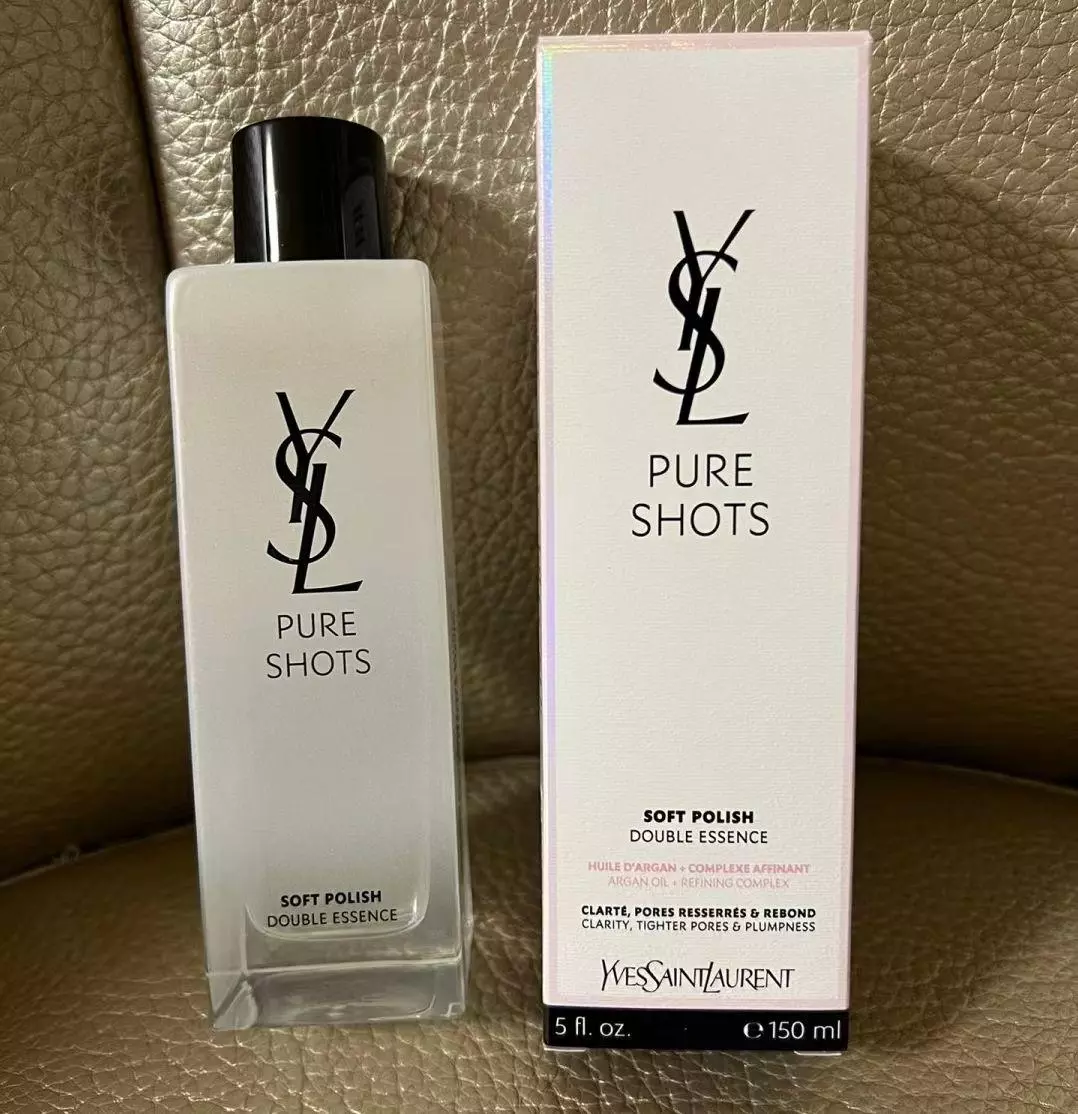 YSL
PURE
SHOTS
SOFT POLISH
DOUBLE ESSENCE
YSL
PURE
SHOTS
SOFT POLISH
DOUBLE ESSENCE
HUILE D'ARGAN + COMPLEXE AFFINANT
ARGAN OIL + REFINING COMPLEX
CLARTÉ, PORES RESSERRÉS & REBOND
CLARITY, TIGHTER PORES & PLUMPNESS
YVESSAINTLAURENT
5 fl. oz. ℮ 150 ml